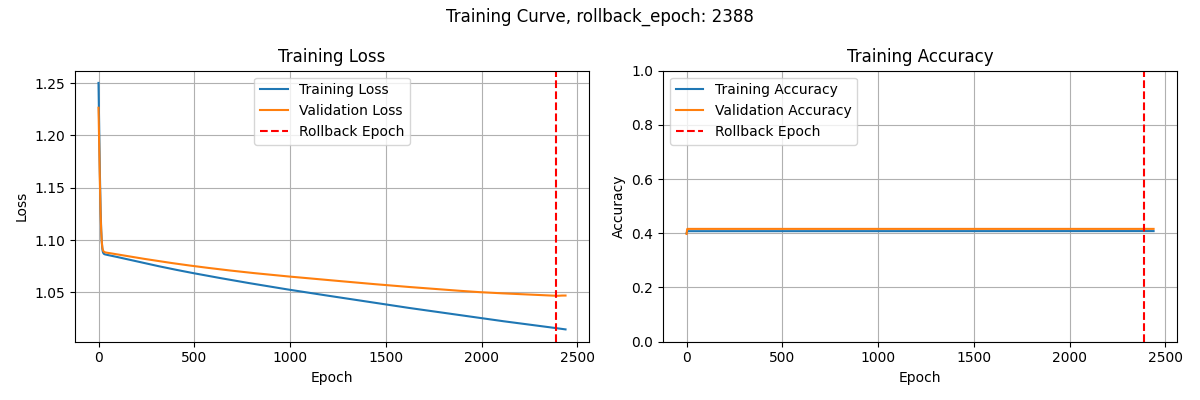 Training Curve, rollback_epoch: 2388
Training Loss
1.25
1.20
1.15
1.10
1.05
Loss
Training Loss
Validation Loss
Rollback Epoch
0 500 1000 1500 2000 2500
Epoch
Training Accuracy
1.0
0.8
0.6
0.4
0.2
0.0
Accuracy
Training Accuracy
Validation Accuracy
Rollback Epoch
0 500 1000 1500 2000 2500
Epoch